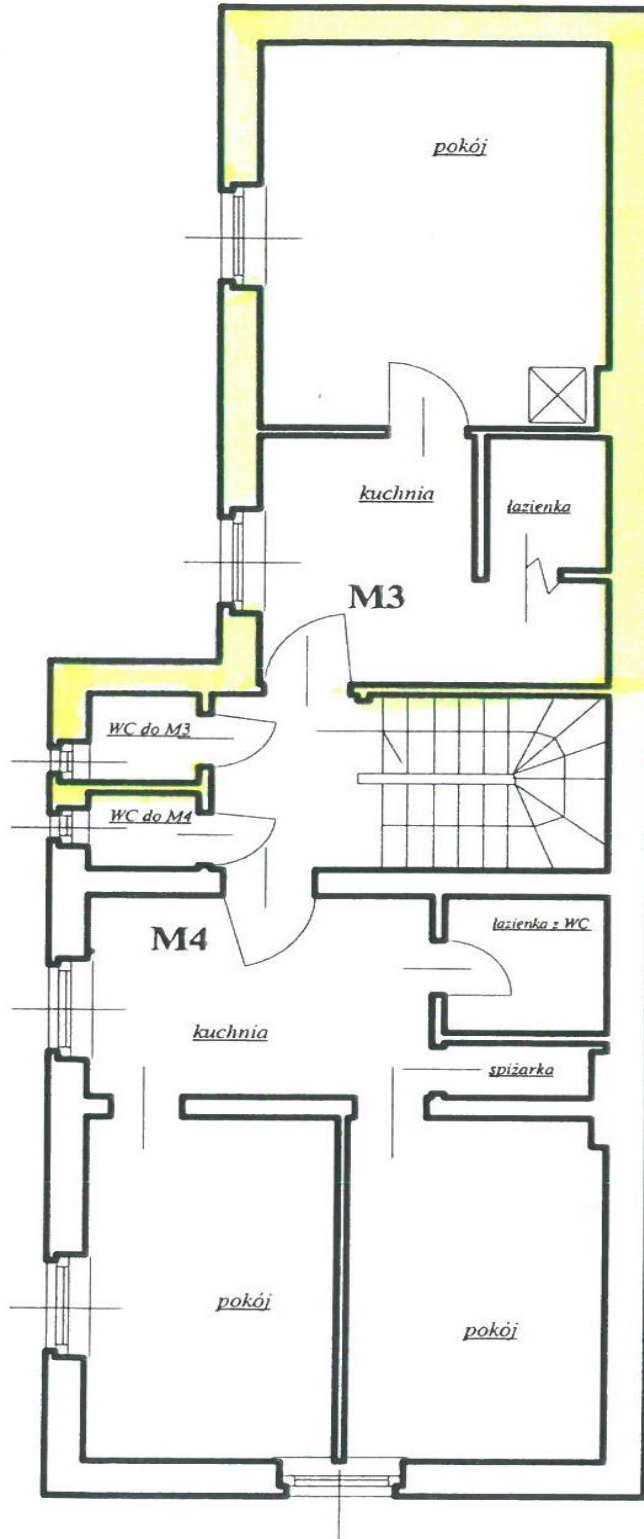 pokój
kuchnia
łazienka
M3
WC do M3
WC do M4
łazienka z WC
M4
kuchnia
spiżarka
pokój
pokój